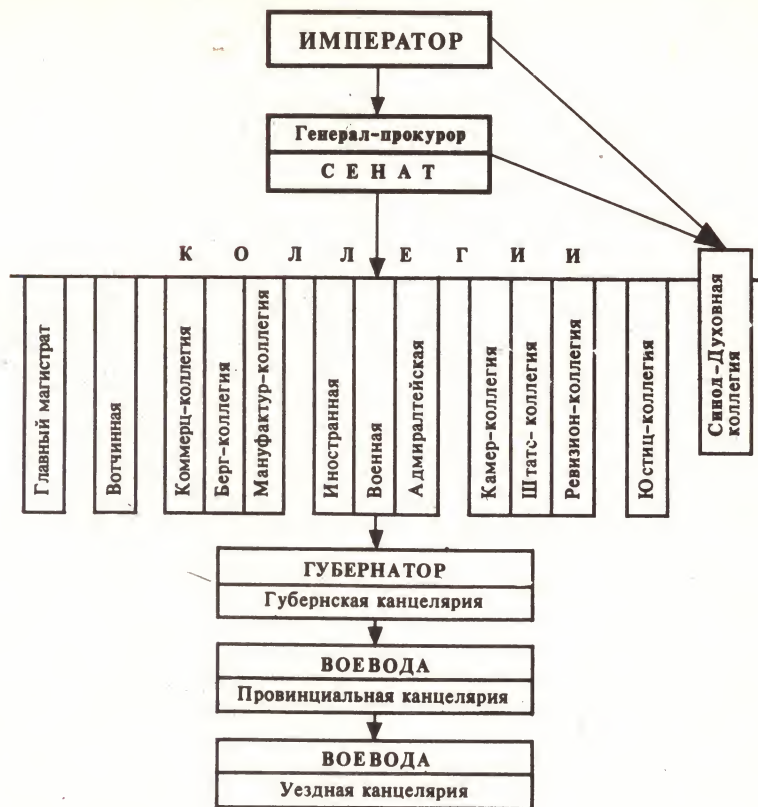 ИМПЕРАТОР
Генерал-прокурор
СЕНАТ
КОЛЛЕГИИ
Главный магистрат
Вотчинная
Коммерц-коллегия
Берг-коллегия
Мануфактур-коллегия
Иностранная
Военная
Адмиралтейская
Камер-коллегия
Штатс-коллегия
Ревизион-коллегия
Юстиц-коллегия
Синод-Духовная
коллегия
ГУБЕРНАТОР
Губернская канцелярия
ВОЕВОДА
Провинциальная канцелярия
ВОЕВОДА
Уездная канцелярия